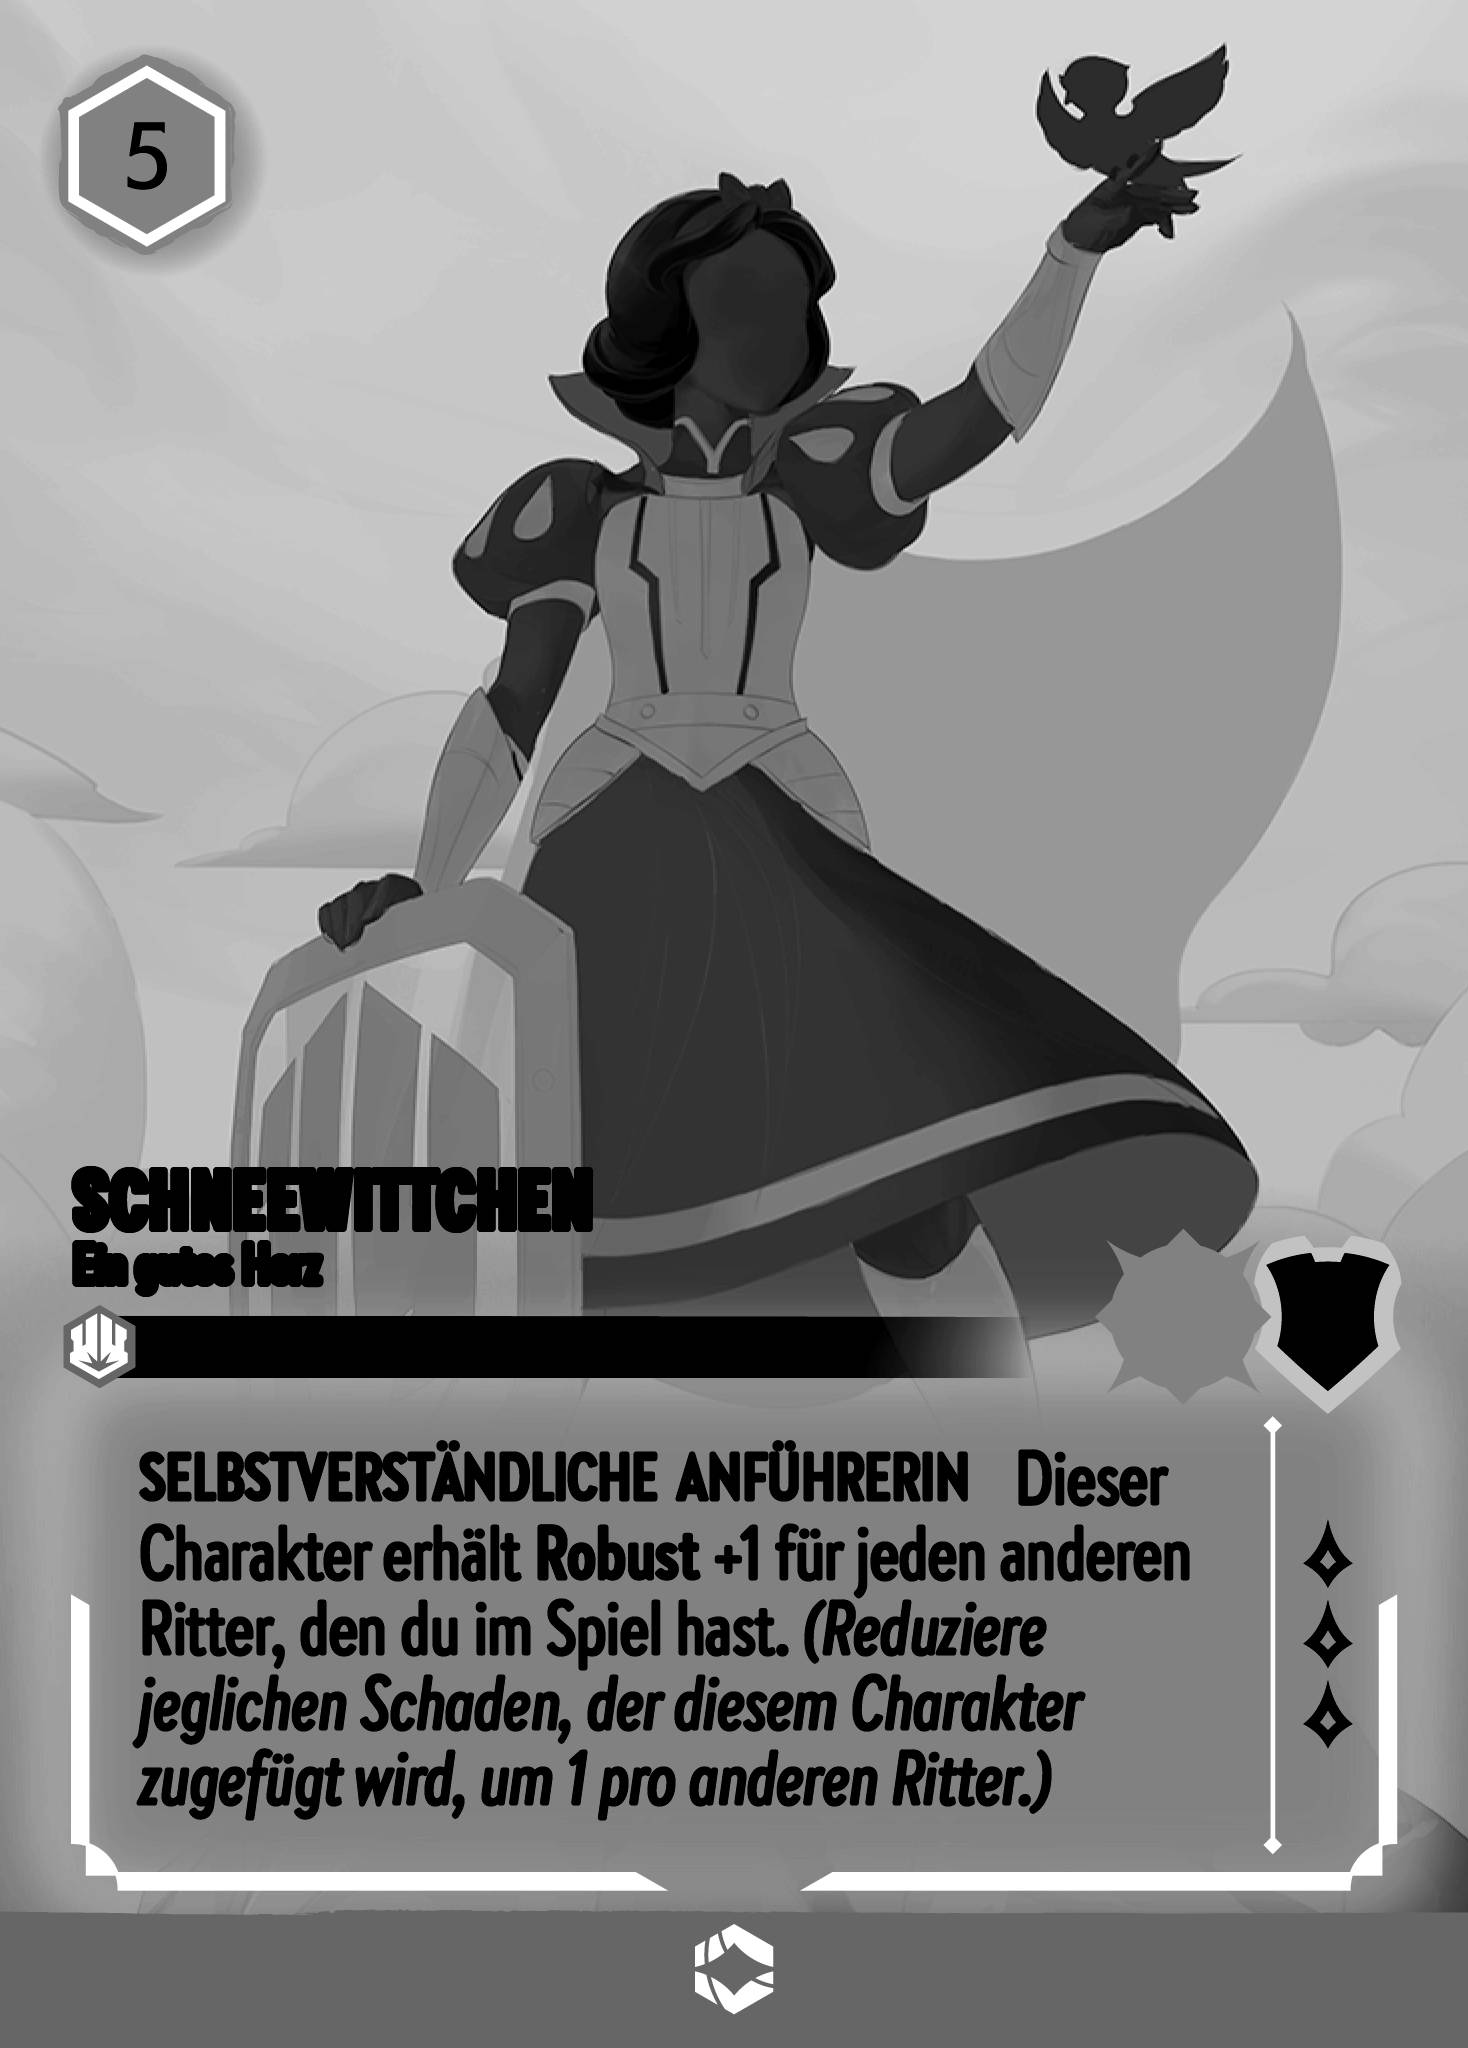 5
SCHNEEWITTCHEN
Ein gutes Herz
SELBSTVERSTÄNDLICHE ANFÜHRERIN Dieser
Charakter erhält Robust +1 für jeden anderen
Ritter, den du im Spiel hast. (Reduziere
jeglichen Schaden, der diesem Charakter
zugefügt wird, um 1 pro anderen Ritter.)